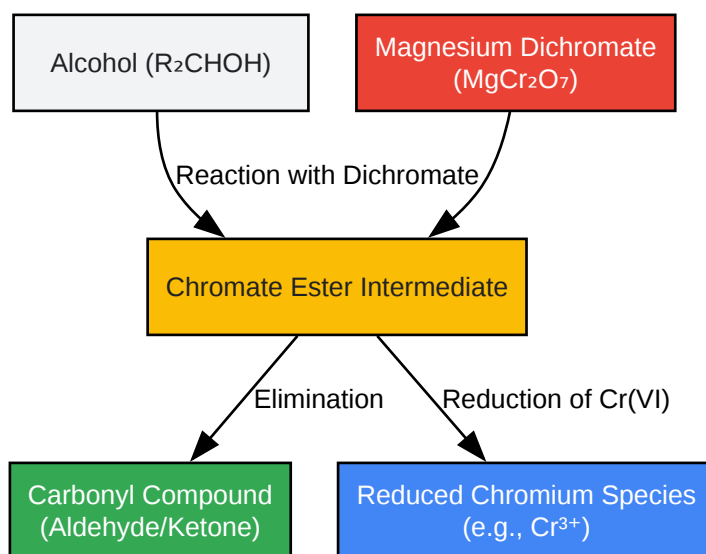 Alcohol (R₂CHOH)
Magnesium Dichromate
(MgCr₂O₇)
Reaction with Dichromate
Chromate Ester Intermediate
Elimination
Reduction of Cr(VI)
Carbonyl Compound
(Aldehyde/Ketone)
Reduced Chromium Species
(e.g., Cr³⁺)